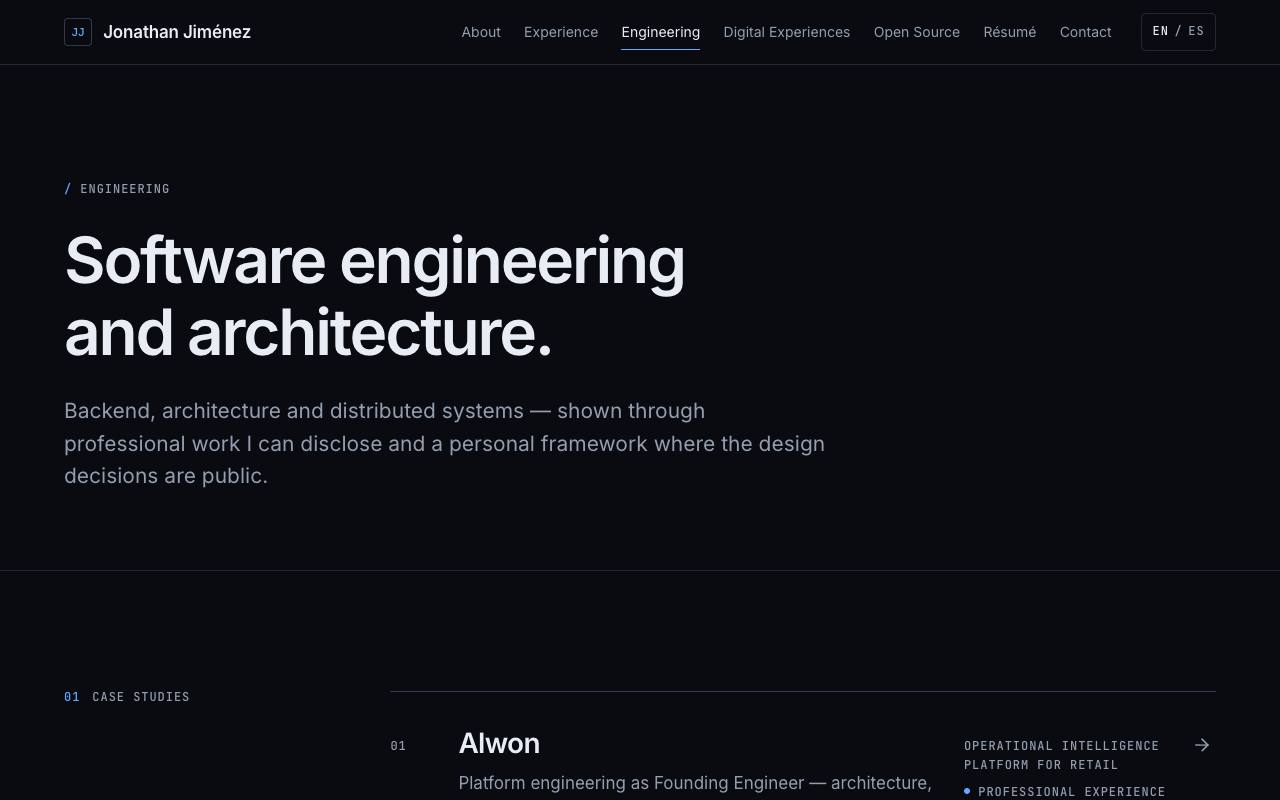 JJ Jonathan Jiménez
About Experience Engineering Digital Experiences Open Source Résumé Contact EN / ES
/ ENGINEERING
Software engineering
and architecture.
Backend, architecture and distributed systems — shown through
professional work I can disclose and a personal framework where the design
decisions are public.
01 CASE STUDIES
01 Alwon
Platform engineering as Founding Engineer — architecture,
OPERATIONAL INTELLIGENCE
PLATFORM FOR RETAIL
PROFESSIONAL EXPERIENCE